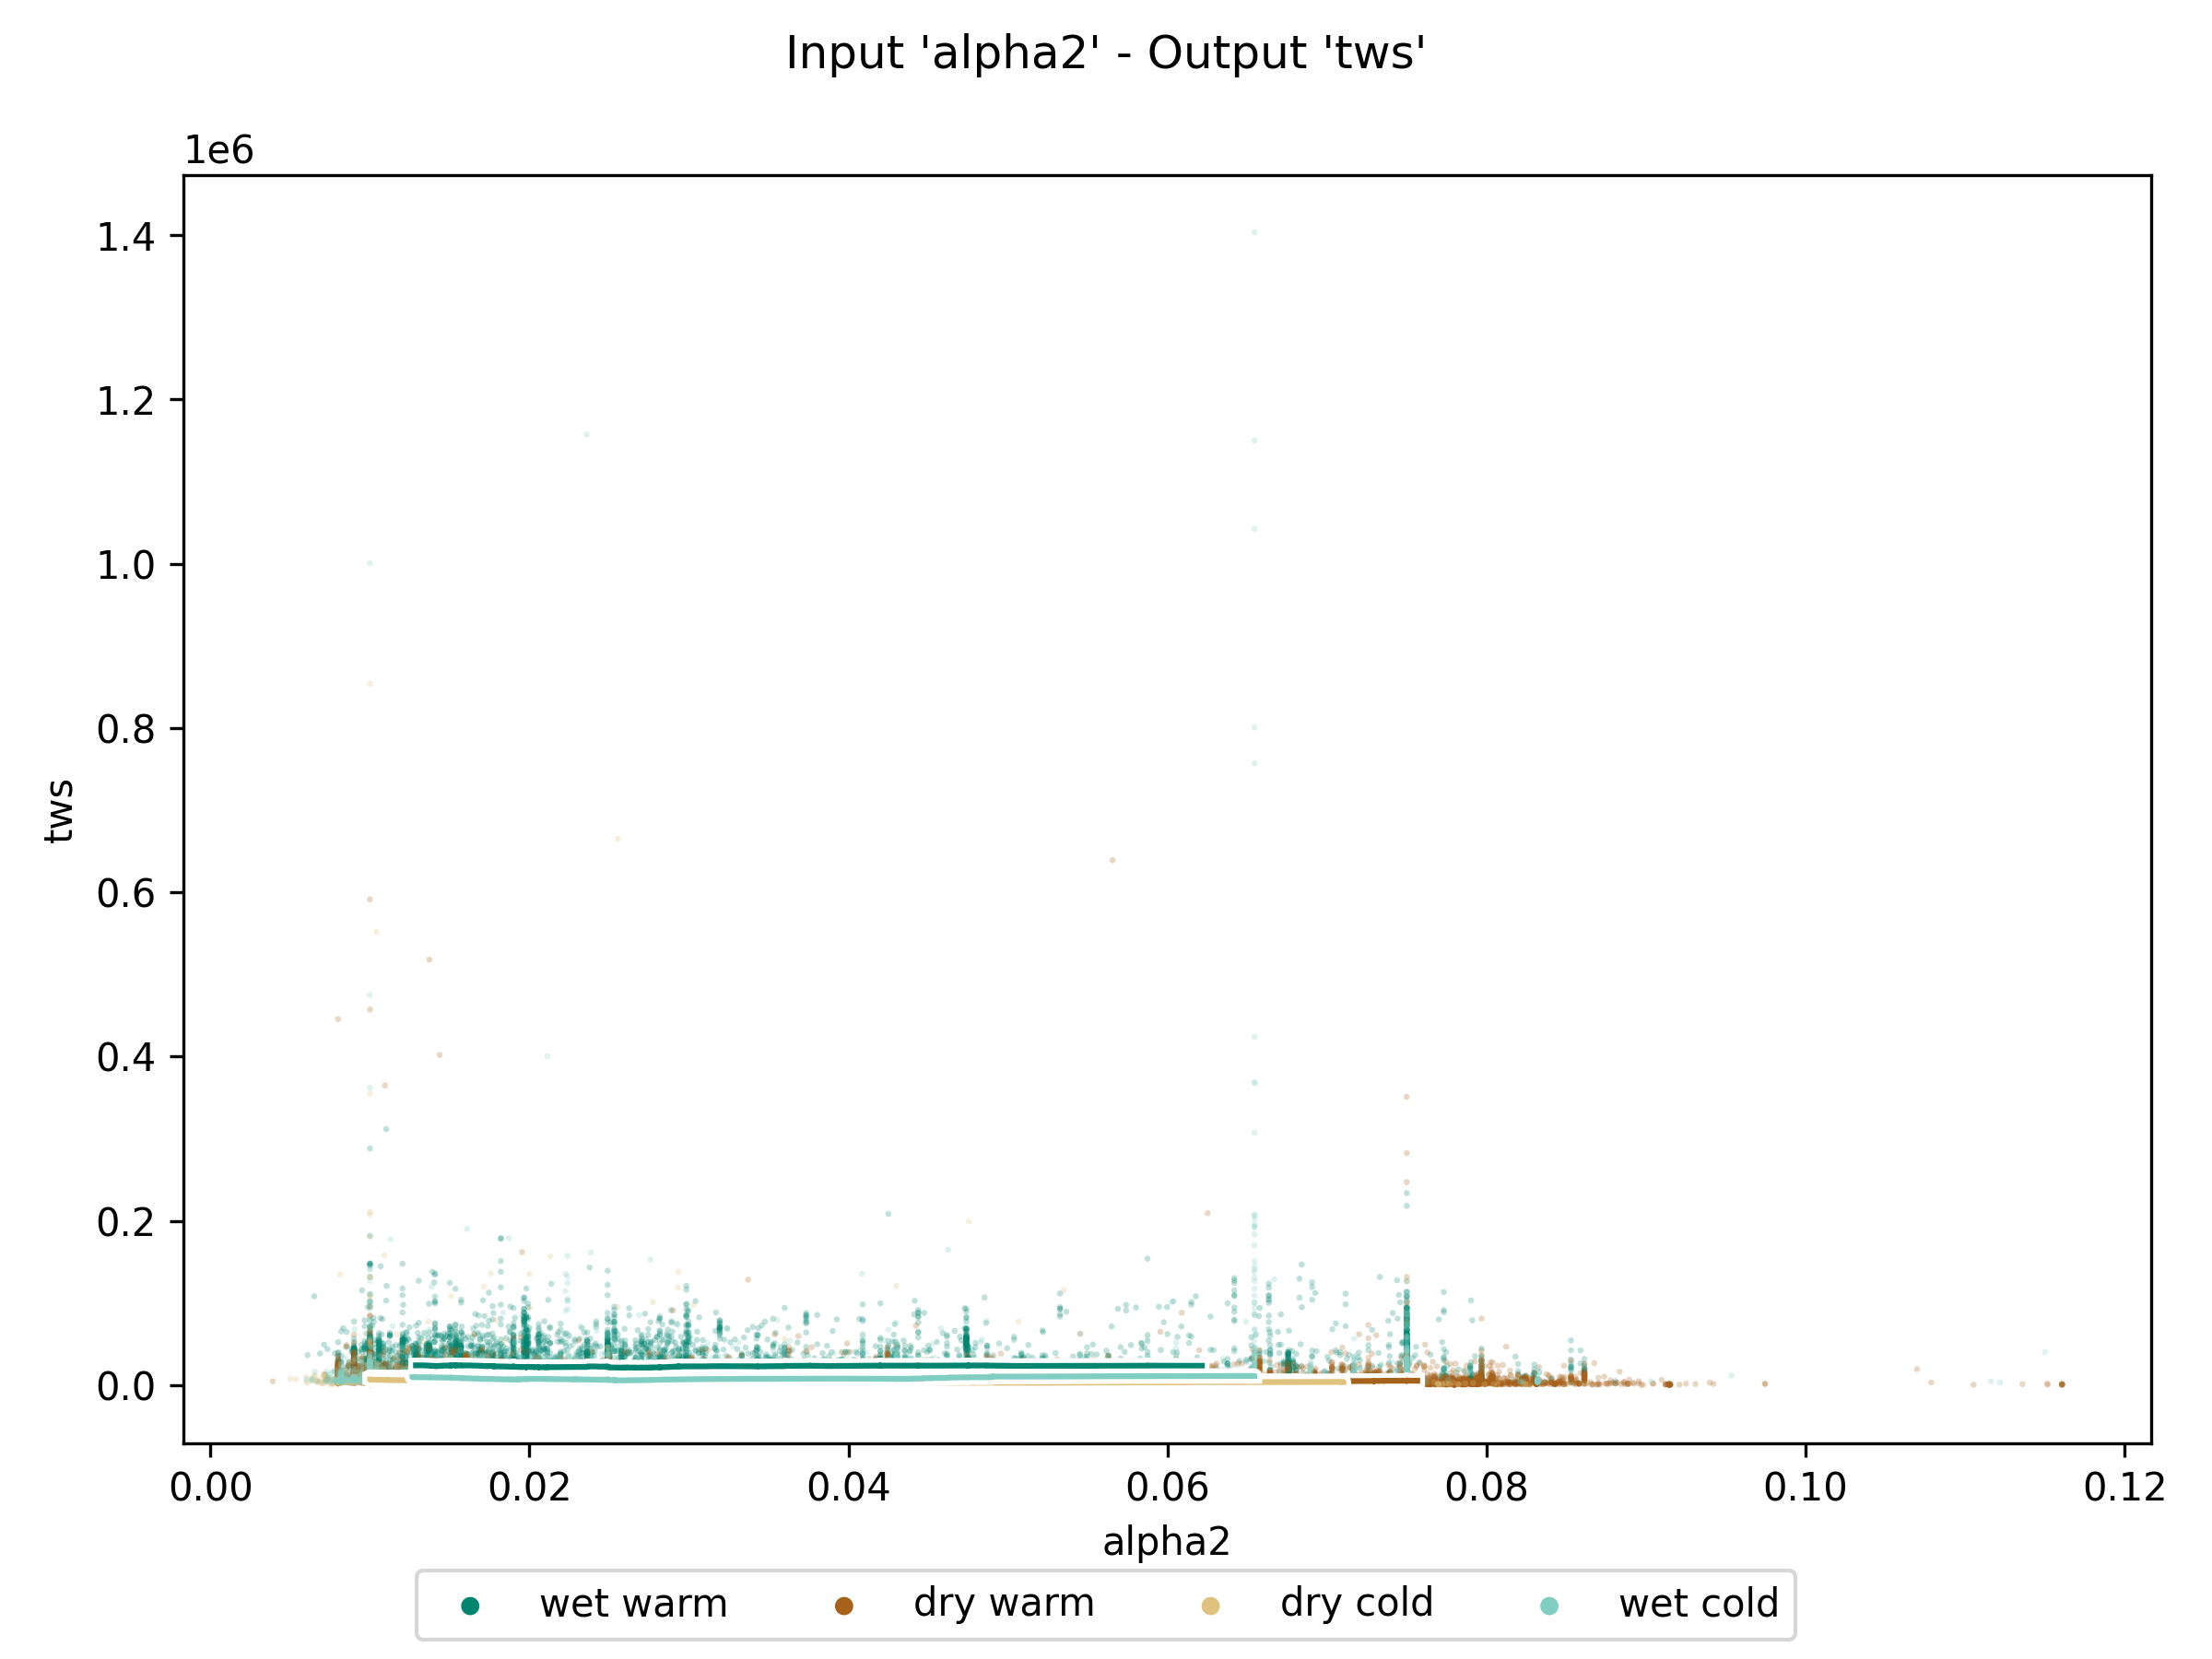 Input 'alpha2' - Output 'tws'
1e6
1.4
1.2
1.0
0.8
0.6
0.4
0.2
0.0
tws
0.00 0.02 0.04 0.06 0.08 0.10 0.12
alpha2
wet warm dry warm dry cold wet cold